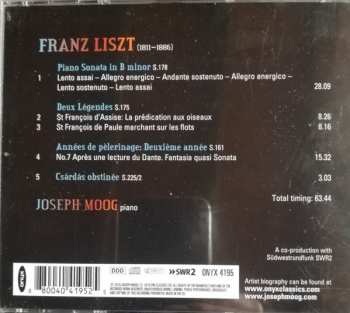 FRANZ LISZT (1811–1886)
Piano Sonata in B minor S.178
1 Lento assai – Allegro energico – Andante sostenuto – Allegro energico –
Lento sostenuto – Lento assai 28.09
Deux Légendes S.175
2 St François d'Assise: La prédication aux oiseaux 8.26
3 St François de Paule marchant sur les flots 8.16
Années de pèlerinage: Deuxième année S.161
4 No.7 Après une lecture du Dante. Fantasia quasi Sonata 15.32
5 Csárdás obstinée S.225/2 3.03
Total timing: 63.44
JOSEPH MOOG piano
A co-production with
Südwestrundfunk SWR2
ONYX
DDD
SWR2
ONYX 4195
8 80040 41952
Artist biography can be found at
www.onyxclassics.com
www.josephmoog.com